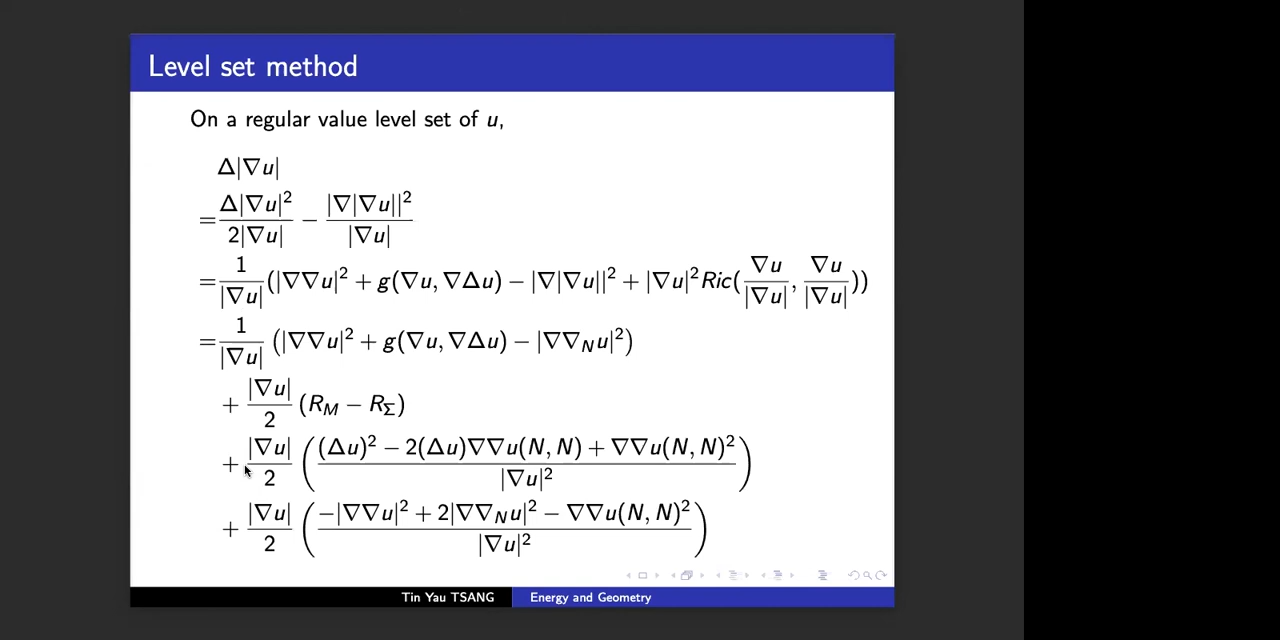 Level set method
On a regular value level set of u,
Δ|∇u|
= Δ|∇u|² / 2|∇u| − |∇|∇u||² / |∇u|
= 1 / |∇u| (|∇∇u|² + g(∇u, ∇Δu) − |∇|∇u||² + |∇u|² Ric(∇u / |∇u|, ∇u / |∇u|))
= 1 / |∇u| (|∇∇u|² + g(∇u, ∇Δu) − |∇∇_N u|²)
+ |∇u| / 2 (R_M − R_Σ)
+ |∇u| / 2 ( (Δu)² − 2(Δu)∇∇u(N, N) + ∇∇u(N, N)² / |∇u|² )
+ |∇u| / 2 ( −|∇∇u|² + 2|∇∇_N u|² − ∇∇u(N, N)² / |∇u|² )
Tin Yau TSANG Energy and Geometry